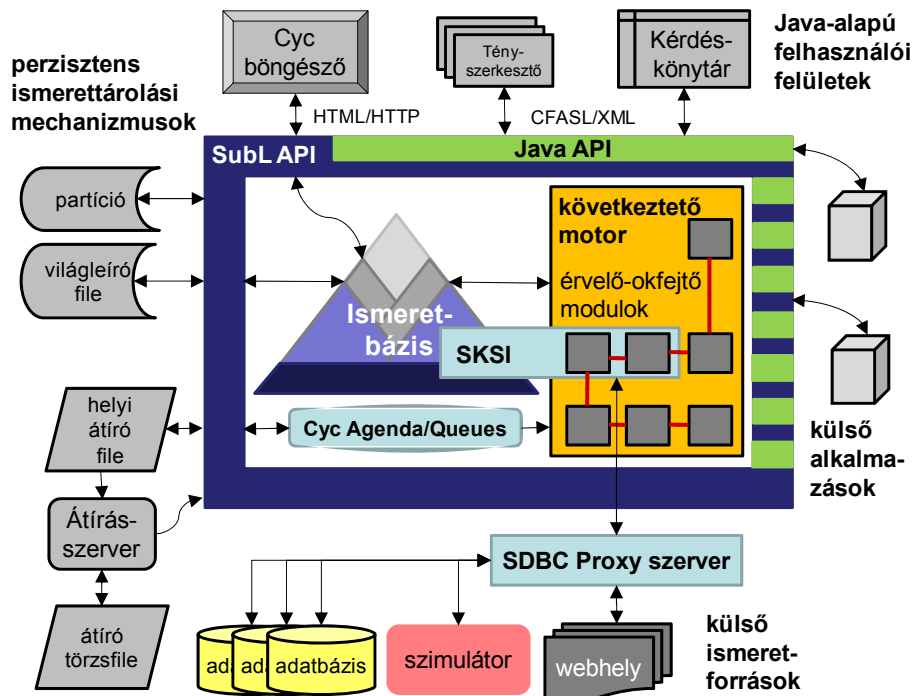 perzisztens
ismerettárolási
mechanizmusok
Cyc
böngésző
Tény-
szerkesztő
Kérdés-
könytár
Java-alapú
felhasználói
felületek
HTML/HTTP
CFASL/XML
SubL API
Java API
partíció
világleíró
file
Ismeret-
bázis
következtető
motor
érvelő-okfejtő
modulok
SKSI
Cyc Agenda/Queues
helyi
átíró
file
Átírás-
szerver
átíró
törzsfile
külső
alkalma-
zások
SDBC Proxy szerver
ada
ada
adatbázis
szimulátor
webhely
külső
ismeret-
források